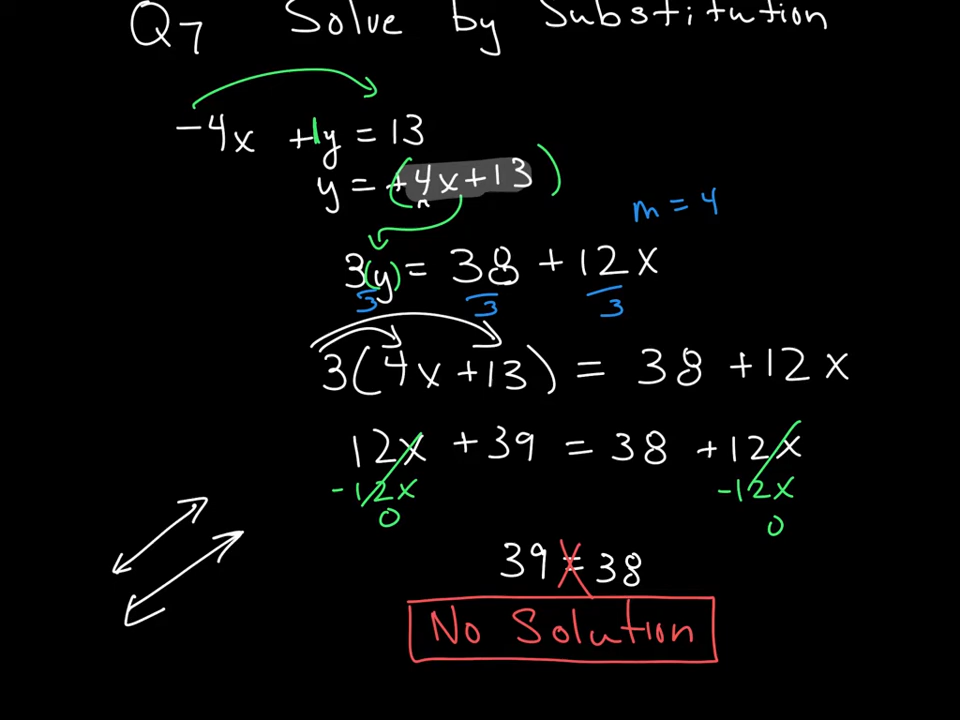 Q7 Solve by Substitution
-4x +1y = 13
y = (+4x+13)
m = 4
3(y) = 38 + 12x
3 3 3
3(4x+13) = 38 +12x
12x + 39 = 38 +12x
-12x -12x
0 0
39 = 38
No Solution